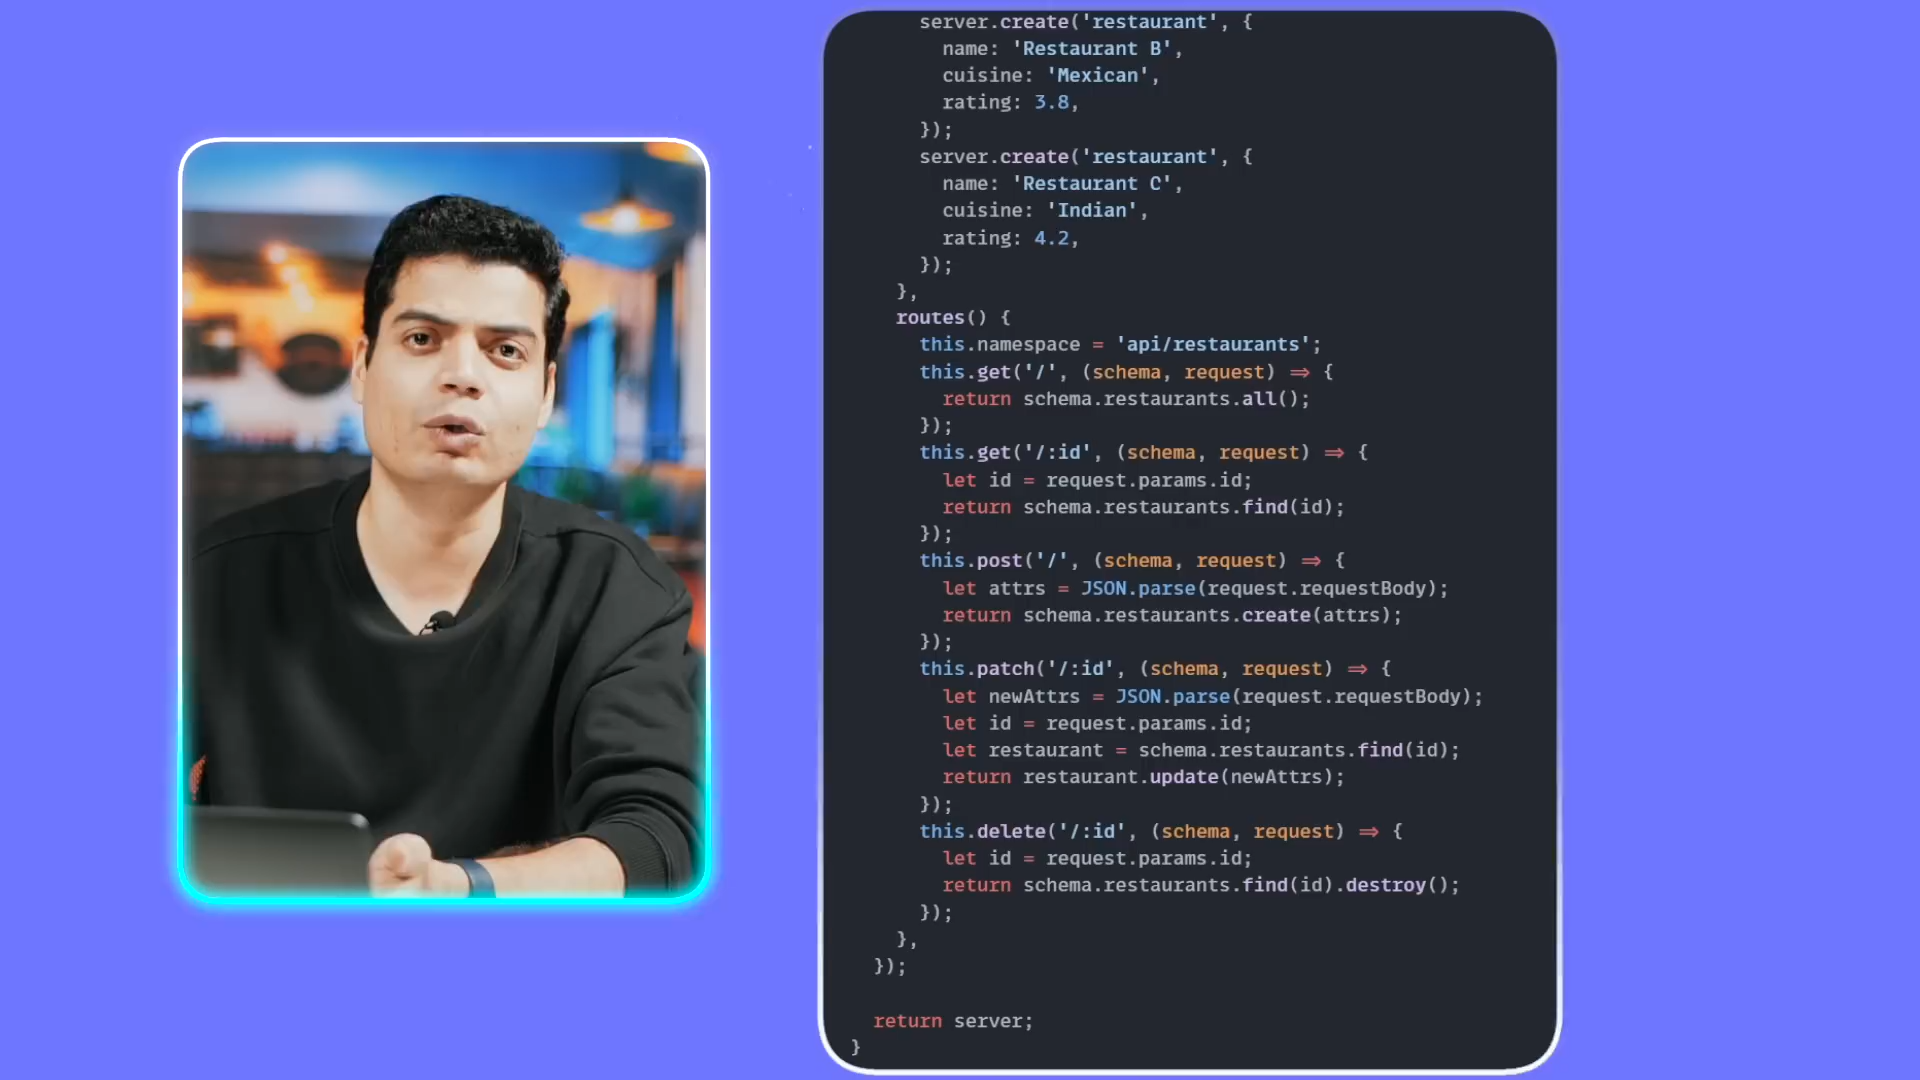 server.create('restaurant', {
name: 'Restaurant B',
cuisine: 'Mexican',
rating: 3.8,
});
server.create('restaurant', {
name: 'Restaurant C',
cuisine: 'Indian',
rating: 4.2,
});
},
routes() {
this.namespace = 'api/restaurants';
this.get('/', (schema, request) => {
return schema.restaurants.all();
});
this.get('/:id', (schema, request) => {
let id = request.params.id;
return schema.restaurants.find(id);
});
this.post('/', (schema, request) => {
let attrs = JSON.parse(request.requestBody);
return schema.restaurants.create(attrs);
});
this.patch('/:id', (schema, request) => {
let newAttrs = JSON.parse(request.requestBody);
let id = request.params.id;
let restaurant = schema.restaurants.find(id);
return restaurant.update(newAttrs);
});
this.delete('/:id', (schema, request) => {
let id = request.params.id;
return schema.restaurants.find(id).destroy();
});
},
});
return server;
}